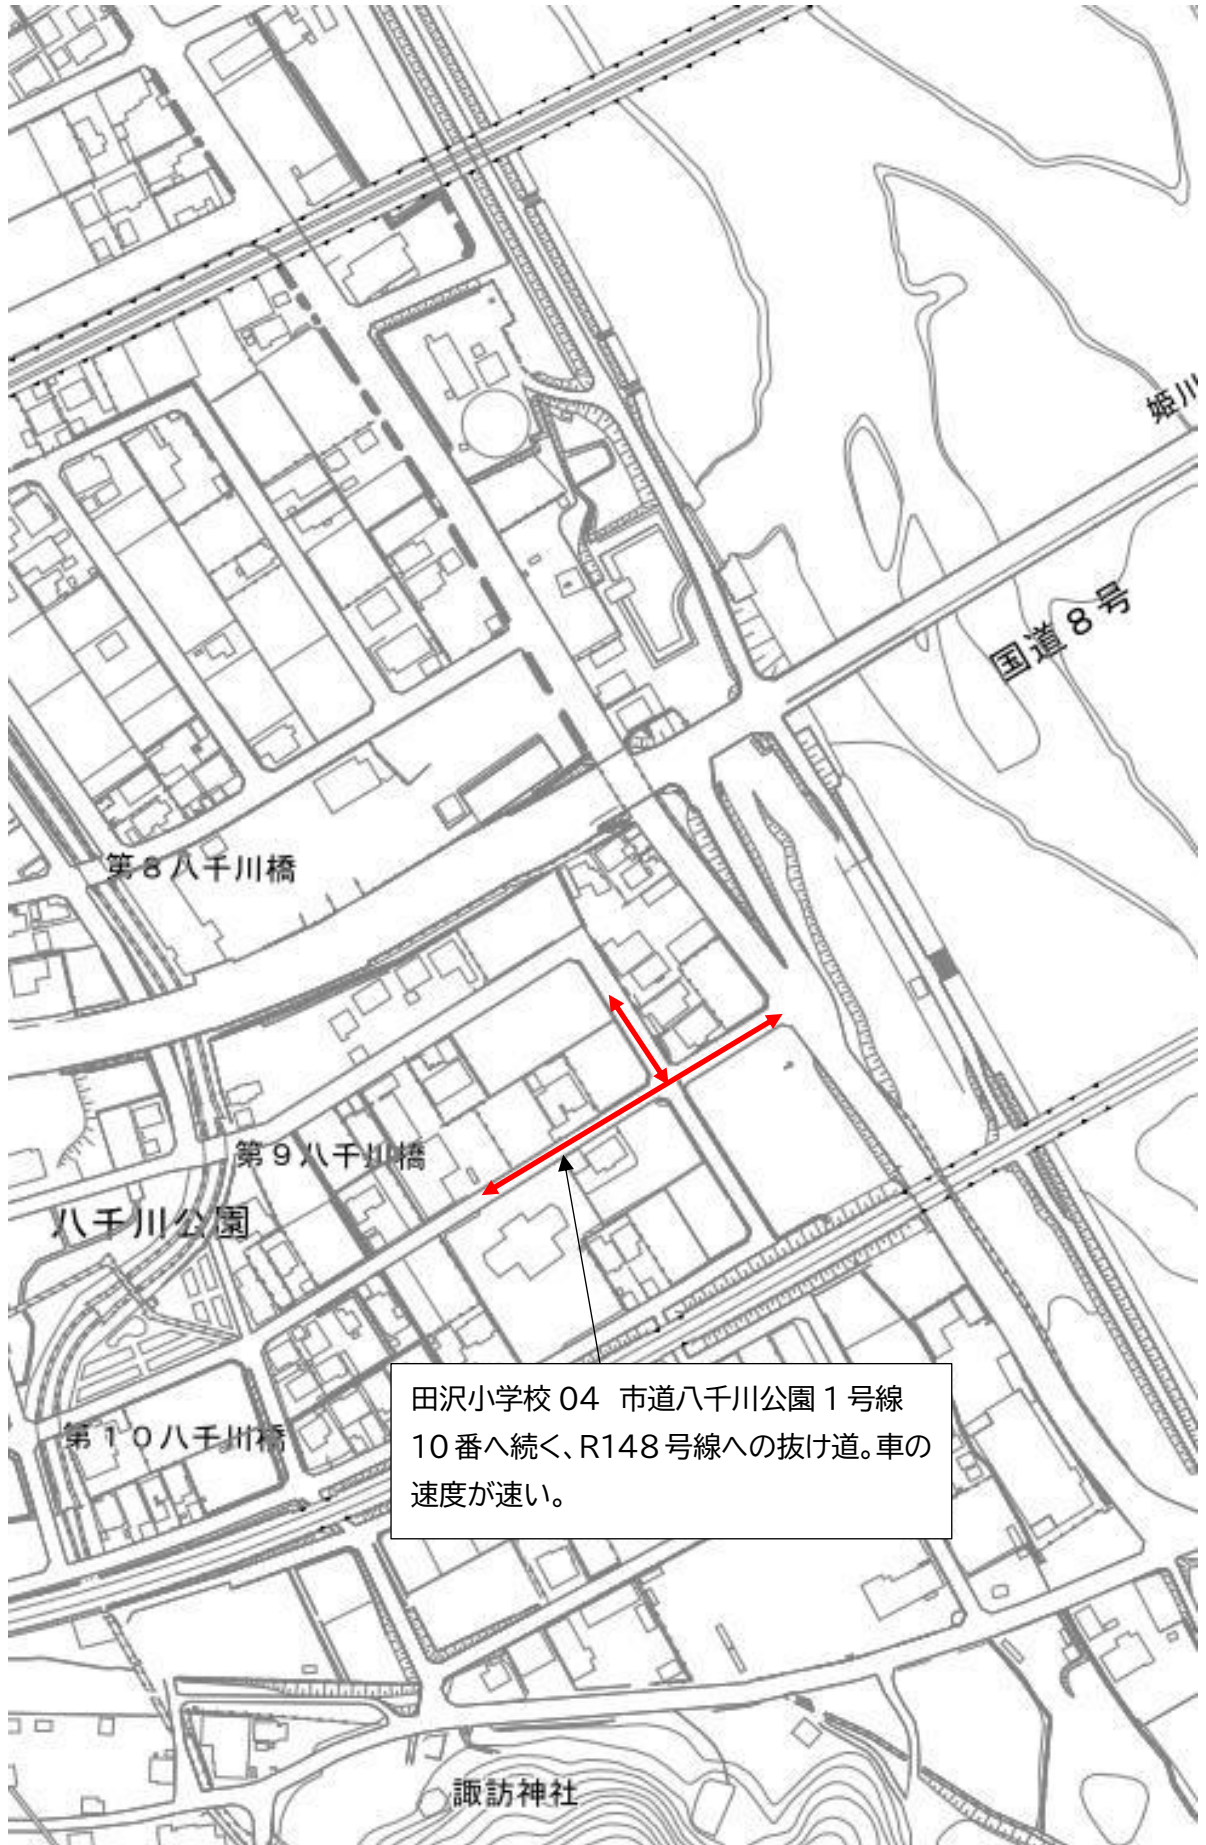 姫川
国道8号
第8八千川橋
第9八千川橋
八千川公園
田沢小学校 04 市道八千川公園1号線
10番へ続く、R148号線への抜け道。車の
速度が速い。
第10八千川橋
諏訪神社